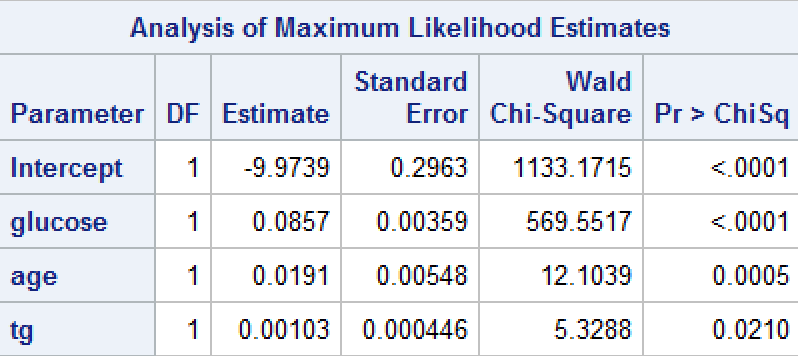 Analysis of Maximum Likelihood Estimates
Parameter DF Estimate Standard Error Wald Chi-Square Pr > ChiSq
Intercept 1 -9.9739 0.2963 1133.1715 <.0001
glucose 1 0.0857 0.00359 569.5517 <.0001
age 1 0.0191 0.00548 12.1039 0.0005
tg 1 0.00103 0.000446 5.3288 0.0210